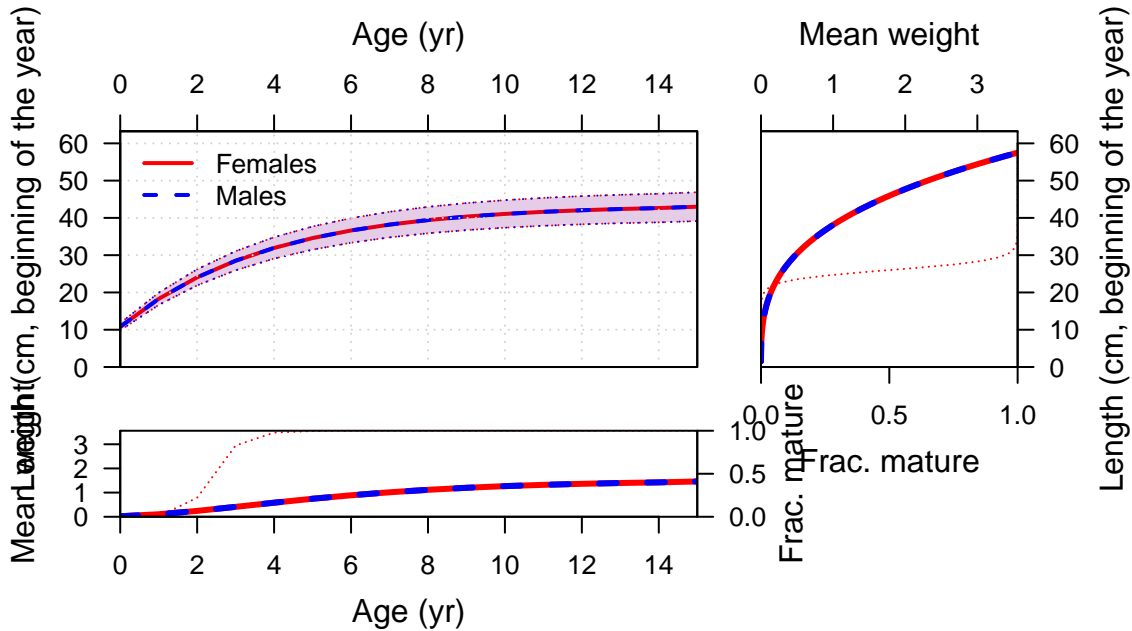 Age (yr)
Mean weight
0 2 4 6 8 10 12 14
0 1 2 3
Length (cm, beginning of the year)
60
50
40
30
20
10
0
Females
Males
60
50
40
30
20
10
0
Length (cm, beginning of the year)
0.0 0.5 1.0
Frac. mature
Mean weight
3
2
1
0
1.0
0.5
0.0
Frac. mature
0 2 4 6 8 10 12 14
Age (yr)